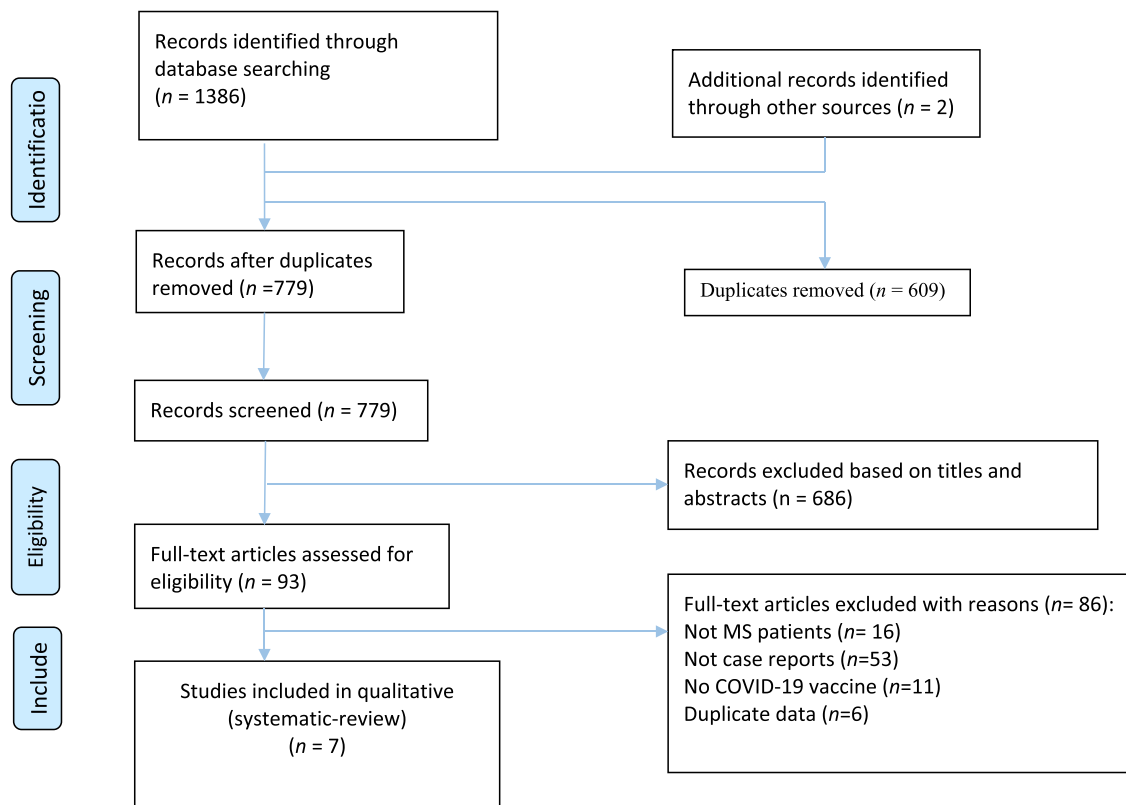 Records identified through
database searching
(n = 1386)
Additional records identified
through other sources (n = 2)
Identificatio
Records after duplicates
removed (n =779)
Duplicates removed (n = 609)
Screening
Records screened (n = 779)
Records excluded based on titles and
abstracts (n = 686)
Eligibility
Full-text articles assessed for
eligibility (n = 93)
Full-text articles excluded with reasons (n= 86):
Not MS patients (n= 16)
Not case reports (n=53)
No COVID-19 vaccine (n=11)
Duplicate data (n=6)
Include
Studies included in qualitative
(systematic-review)
(n = 7)